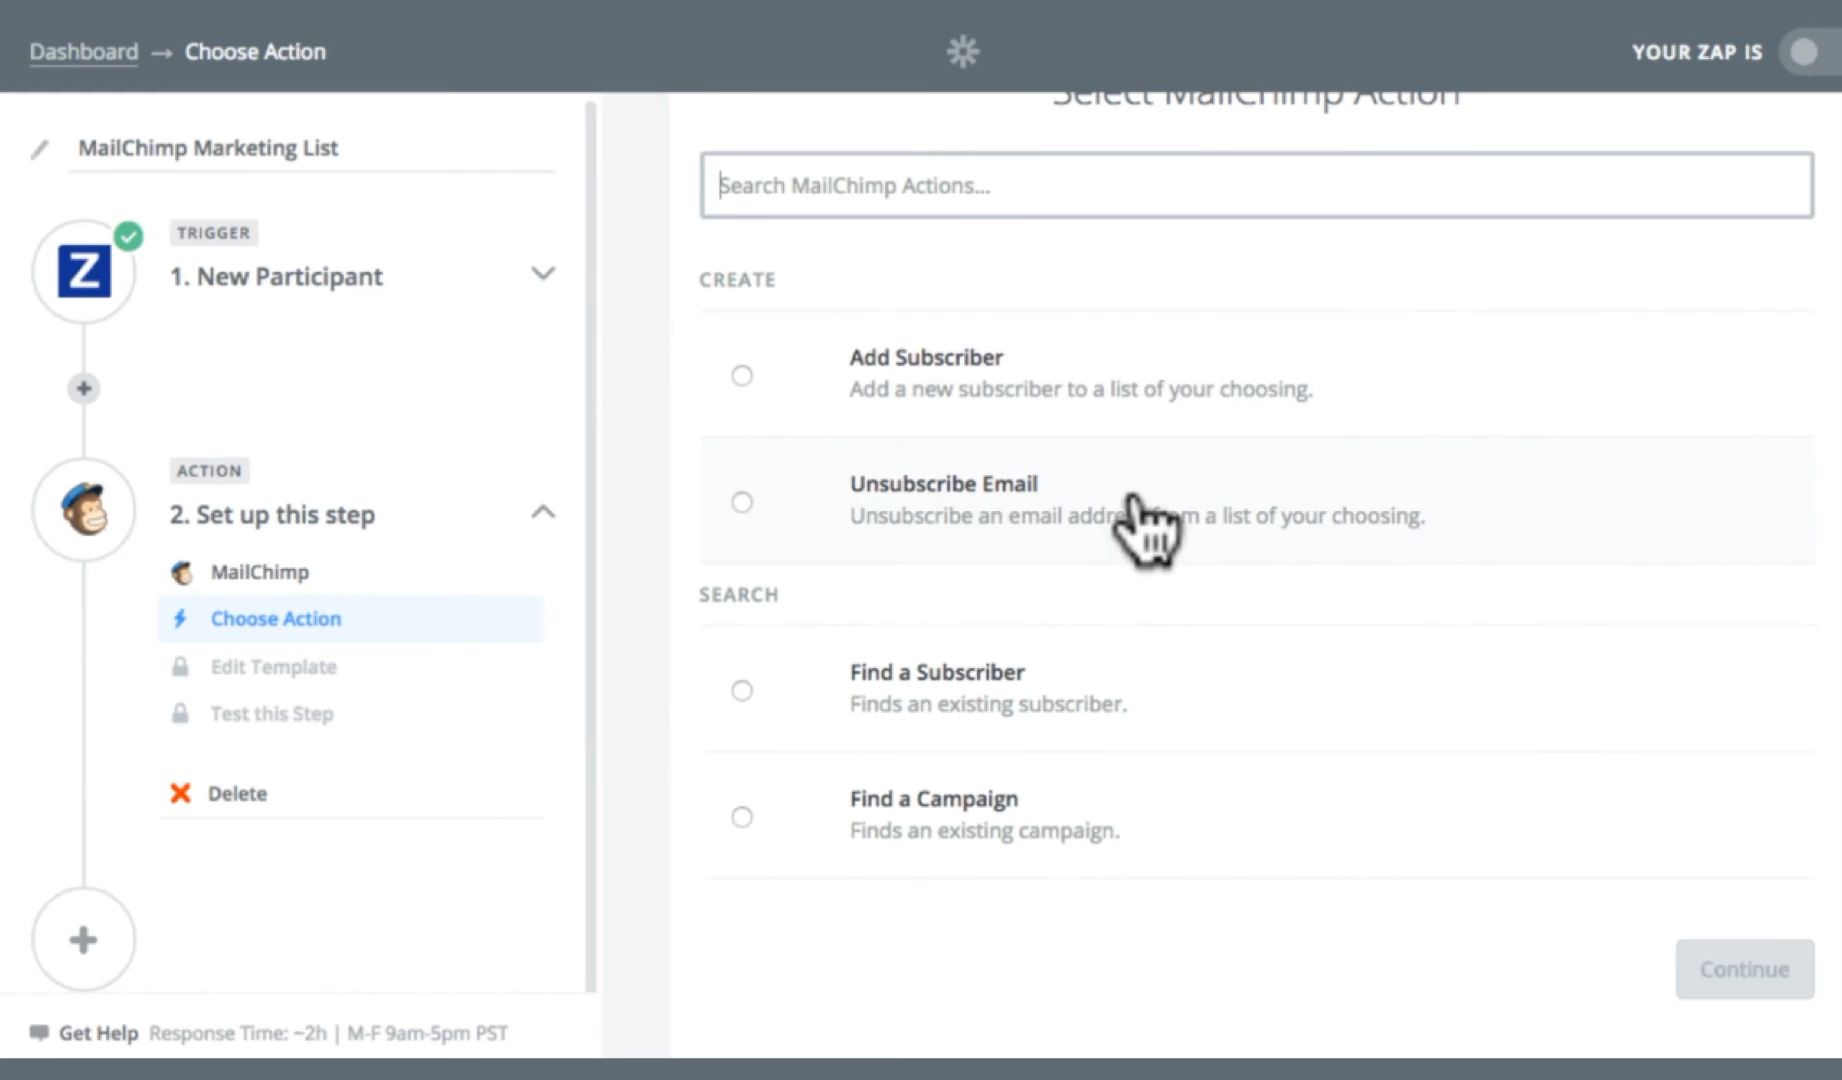 Dashboard → Choose Action
YOUR ZAP IS
Select MailChimp Action
MailChimp Marketing List
Search MailChimp Actions...
TRIGGER
1. New Participant
Z
CREATE
Add Subscriber
Add a new subscriber to a list of your choosing.
ACTION
2. Set up this step
Unsubscribe Email
Unsubscribe an email a list of your choosing.
MailChimp
Choose Action
Edit Template
Test this Step
Delete
SEARCH
Find a Subscriber
Finds an existing subscriber.
Find a Campaign
Finds an existing campaign.
Continue
Get Help Response Time: ~2h | M-F 9am-5pm PST